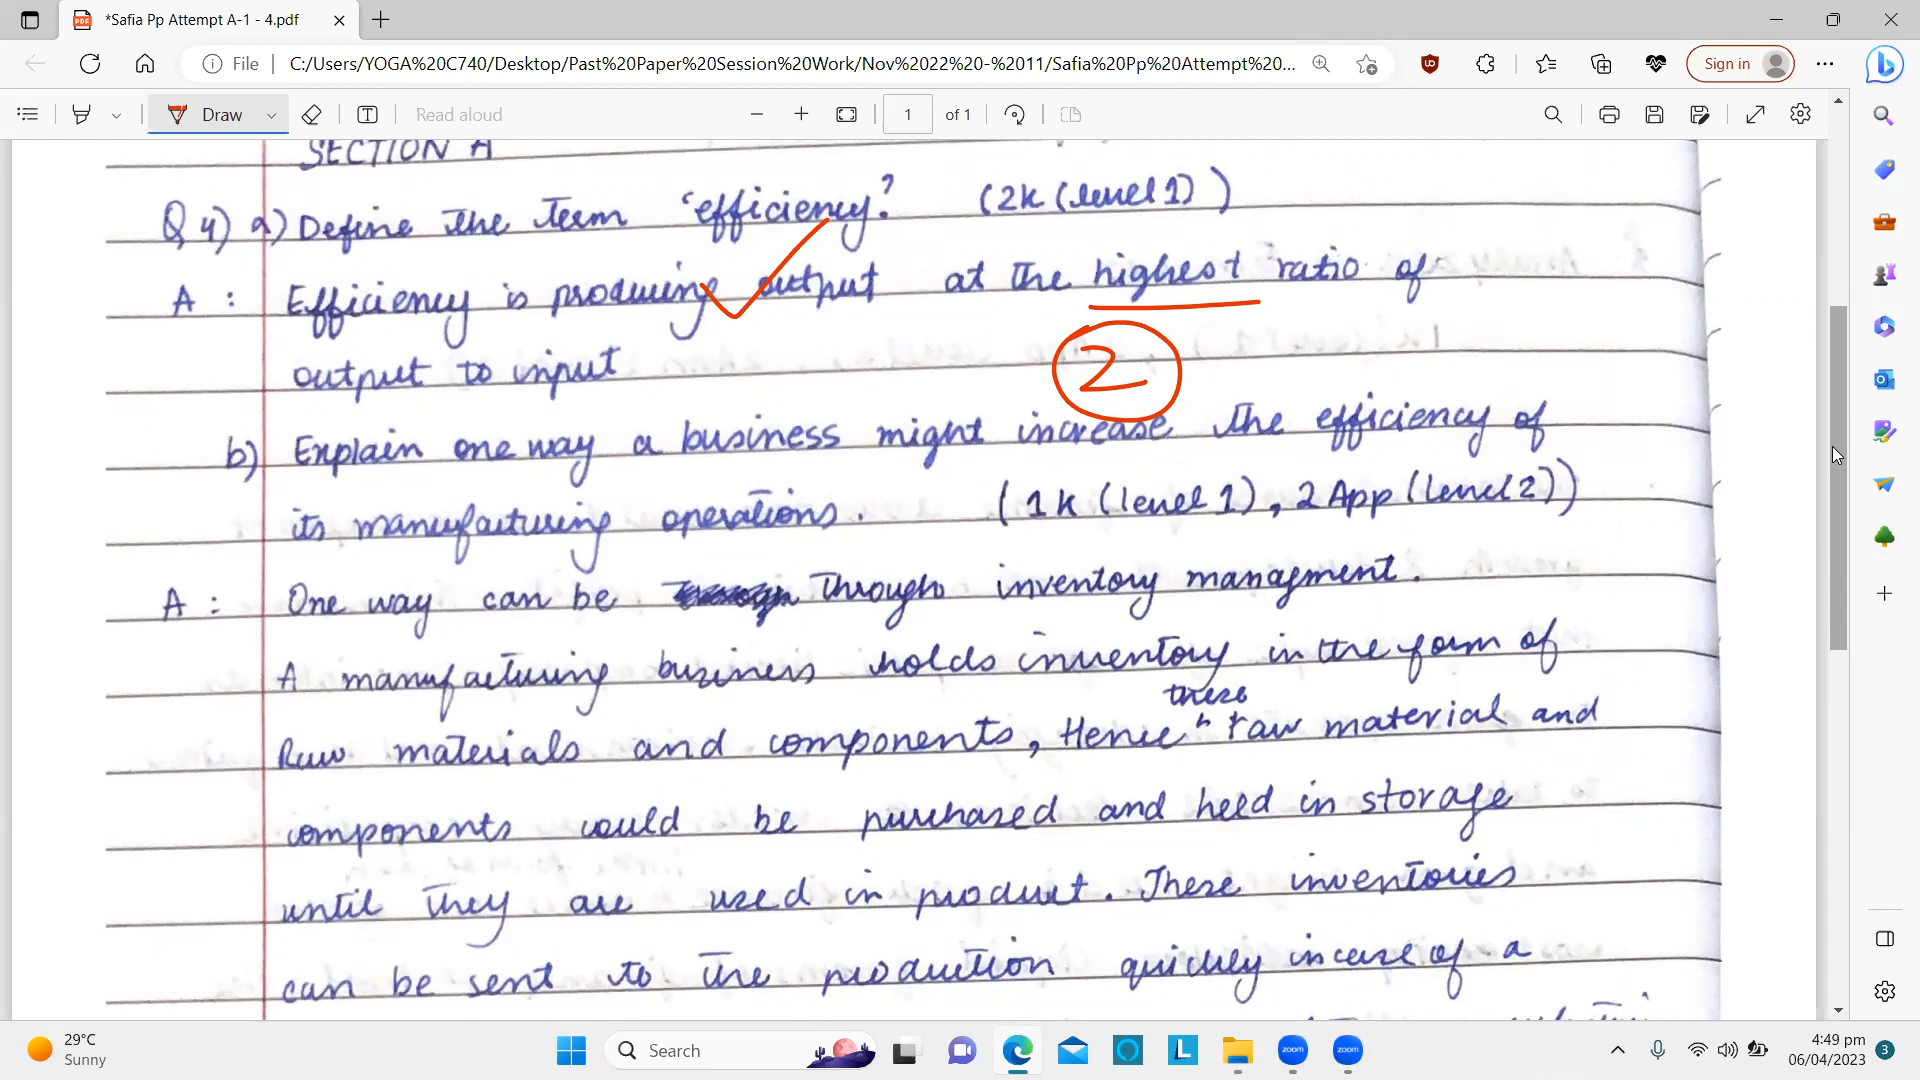 *Safia Pp Attempt A-1 - 4.pdf
File
C:/Users/YOGA%20C740/Desktop/Past%20Paper%20Session%20Work/Nov%2022%20-%2011/Safia%20Pp%20Attempt%20...
Sign in
Draw
Read aloud
1 of 1
SECTION A
Q4) a) Define the term 'efficiency? (2k (level 1))
A: Efficiency is producing output at the highest ratio of
output to input
2
b) Explain one way a business might increase the efficiency of
its manufacturing operations. (1k (level 1), 2 App (level 2))
A: One way can be through inventory managment.
A manufacturing business holds inventory in the form of
these
Raw materials and components, Hence raw material and
components could be purchased and held in storage
until they are used in product. These inventories
can be sent to the production quickly incase of a
29°C
Sunny
Search
zoom
zoom
4:49 pm
06/04/2023
3